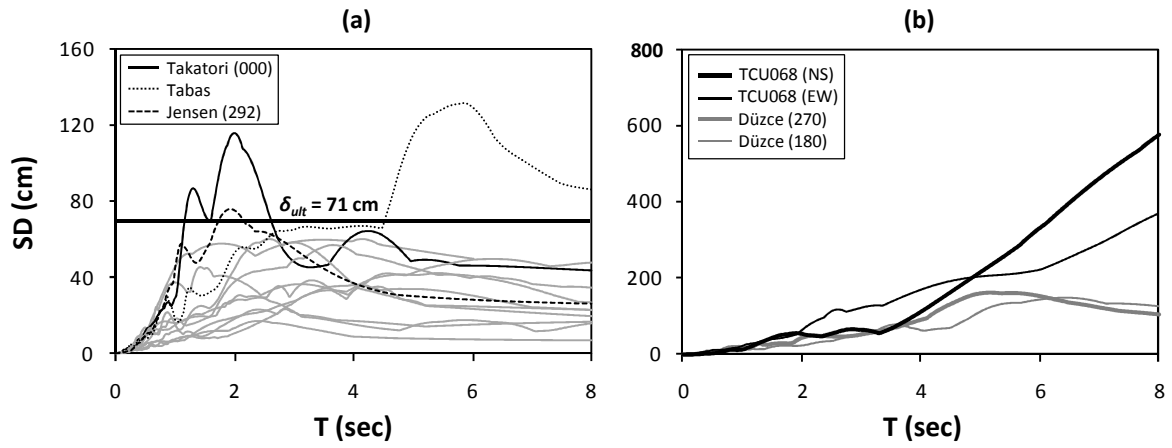 (a)
160
120
80
40
0
SD (cm)
Takatori (000)
Tabas
Jensen (292)
δult = 71 cm
0 2 4 6 8
T (sec)
(b)
800
600
400
200
0
TCU068 (NS)
TCU068 (EW)
Düzce (270)
Düzce (180)
0 2 4 6 8
T (sec)